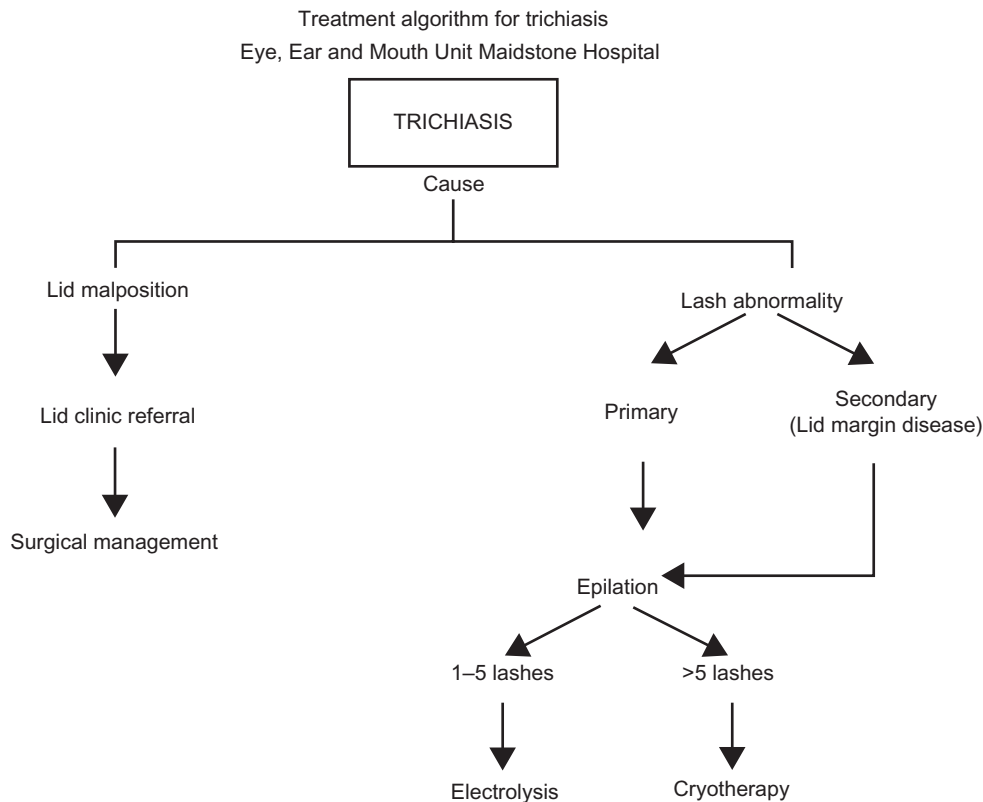 Treatment algorithm for trichiasis
Eye, Ear and Mouth Unit Maidstone Hospital
TRICHIASIS
Cause
Lid malposition
Lash abnormality
Lid clinic referral
Primary
Secondary
(Lid margin disease)
Surgical management
Epilation
1–5 lashes
>5 lashes
Electrolysis
Cryotherapy